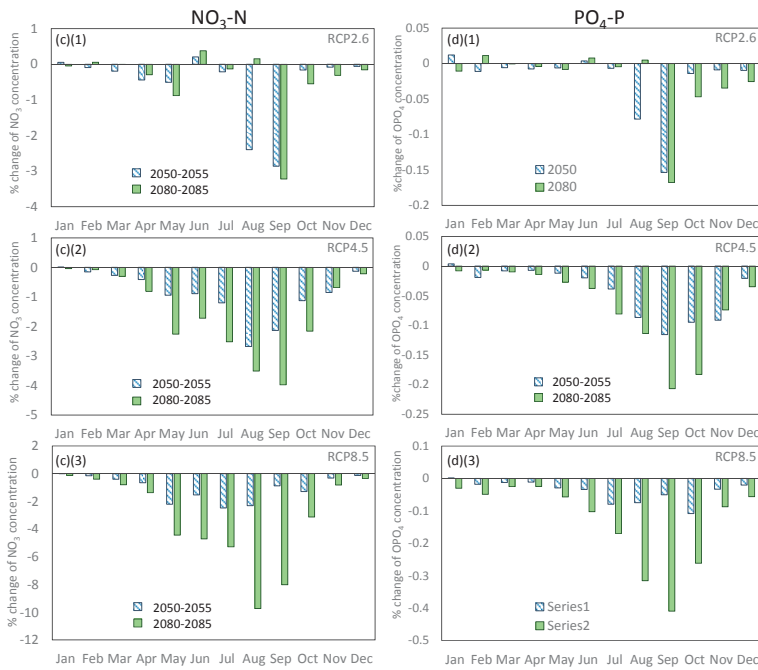 NO₃-N
PO₄-P
(c)(1)
RCP2.6
% change of NO₃ concentration
1
0
-1
-2
-3
-4
2050-2055
2080-2085
Jan Feb Mar Apr May Jun Jul Aug Sep Oct Nov Dec
(d)(1)
RCP2.6
%change of OPO₄ concentration
0.05
0
-0.05
-0.1
-0.15
-0.2
2050
2080
Jan Feb Mar Apr May Jun Jul Aug Sep Oct Nov Dec
(c)(2)
RCP4.5
% change of NO₃ concentration
1
0
-1
-2
-3
-4
-5
2050-2055
2080-2085
Jan Feb Mar Apr May Jun Jul Aug Sep Oct Nov Dec
(d)(2)
RCP4.5
%change of OPO₄ concentration
0.05
0
-0.05
-0.1
-0.15
-0.2
-0.25
2050-2055
2080-2085
Jan Feb Mar Apr May Jun Jul Aug Sep Oct Nov Dec
(c)(3)
RCP8.5
% change of NO₃ concentration
2
0
-2
-4
-6
-8
-10
-12
2050-2055
2080-2085
Jan Feb Mar Apr May Jun Jul Aug Sep Oct Nov Dec
(d)(3)
RCP8.5
% change of OPO₄ concentration
0.1
0
-0.1
-0.2
-0.3
-0.4
-0.5
Series1
Series2
Jan Feb Mar Apr May Jun Jul Aug Sep Oct Nov Dec